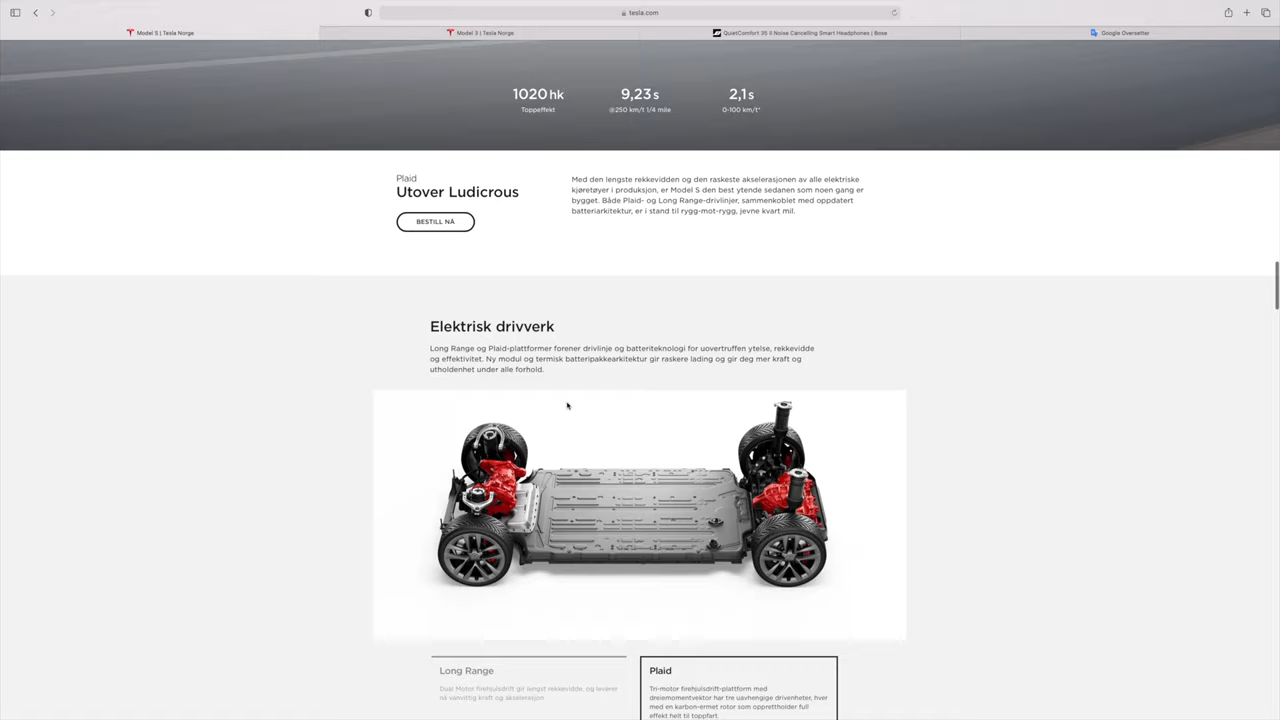 tesla.com
Model S | Tesla Norge
Model 3 | Tesla Norge
QuietComfort 35 II Noise Cancelling Smart Headphones | Bose
Google Oversetter
1020 hk
9,23 s
2,1 s
Toppeffekt
@250 km/t 1/4 mile
0-100 km/t*
Plaid
Utover Ludicrous
BESTILL NÅ
Med den lengste rekkevidden og den raskeste akselerasjonen av alle elektriske
kjøretøyer i produksjon, er Model S den best ytende sedanen som noen gang er
bygget. Både Plaid- og Long Range-drivlinjer, sammenkoblet med oppdatert
batteriarkitektur, er i stand til rygg-mot-rygg, jevne kvart mil.
Elektrisk drivverk
Long Range og Plaid-plattformer forener drivlinje og batteriteknologi for uovertruffen ytelse, rekkevidde
og effektivitet. Ny modul og termisk batteripakkearkitektur gir raskere lading og gir deg mer kraft og
utholdenhet under alle forhold.
Long Range
Dual Motor firehjulsdrift gir lengst rekkevidde, og leverer
nå vanvittig kraft og akselerasjon
Plaid
Tri-motor firehjulsdrift-plattform med
dreiemomentvektor har tre uavhengige drivenheter, hver
med en karbon-ermet rotor som opprettholder full
effekt helt til toppfart.